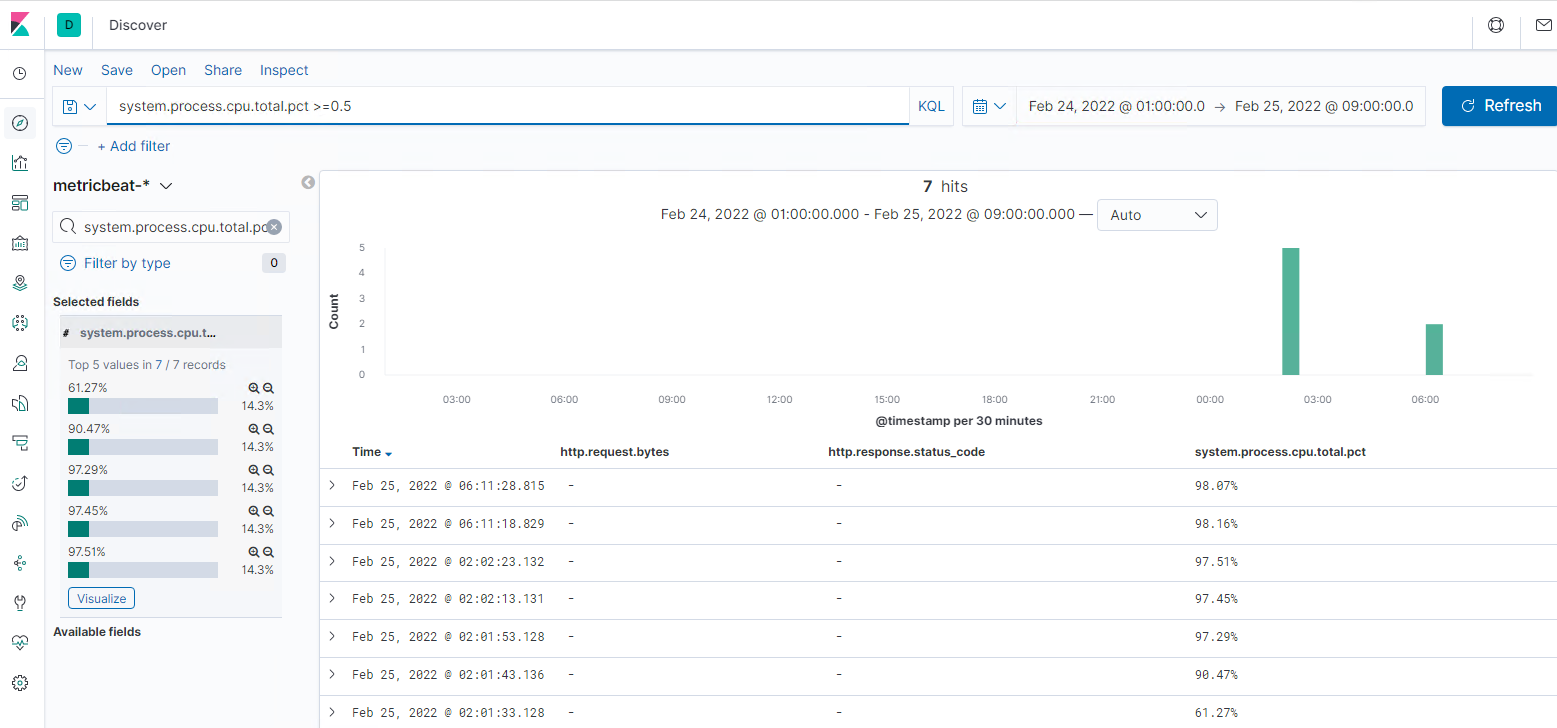 D Discover
New Save Open Share Inspect
system.process.cpu.total.pct >=0.5 KQL Feb 24, 2022 @ 01:00:00.0 → Feb 25, 2022 @ 09:00:00.0 Refresh
+ Add filter
metricbeat-*
system.process.cpu.total.pc
Filter by type 0
Selected fields
# system.process.cpu.t...
Top 5 values in 7 / 7 records
61.27%
14.3%
90.47%
14.3%
97.29%
14.3%
97.45%
14.3%
97.51%
14.3%
Visualize
Available fields
7 hits
Feb 24, 2022 @ 01:00:00.000 - Feb 25, 2022 @ 09:00:00.000 — Auto
Count
5
4
3
2
1
0
03:00 06:00 09:00 12:00 15:00 18:00 21:00 00:00 03:00 06:00
@timestamp per 30 minutes
Time http.request.bytes http.response.status_code system.process.cpu.total.pct
Feb 25, 2022 @ 06:11:28.815 - - 98.07%
Feb 25, 2022 @ 06:11:18.829 - - 98.16%
Feb 25, 2022 @ 02:02:23.132 - - 97.51%
Feb 25, 2022 @ 02:02:13.131 - - 97.45%
Feb 25, 2022 @ 02:01:53.128 - - 97.29%
Feb 25, 2022 @ 02:01:43.136 - - 90.47%
Feb 25, 2022 @ 02:01:33.128 - - 61.27%